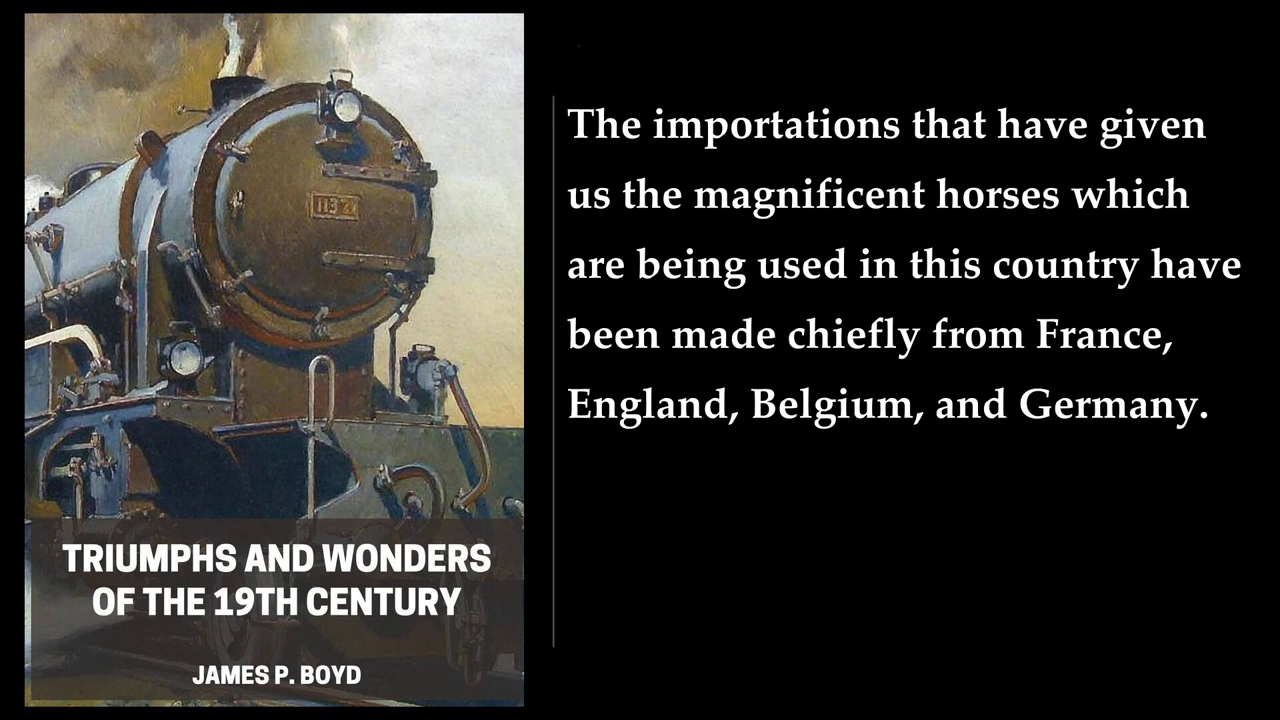 The importations that have given
us the magnificent horses which
are being used in this country have
been made chiefly from France,
England, Belgium, and Germany.
TRIUMPHS AND WONDERS
OF THE 19TH CENTURY
JAMES P. BOYD